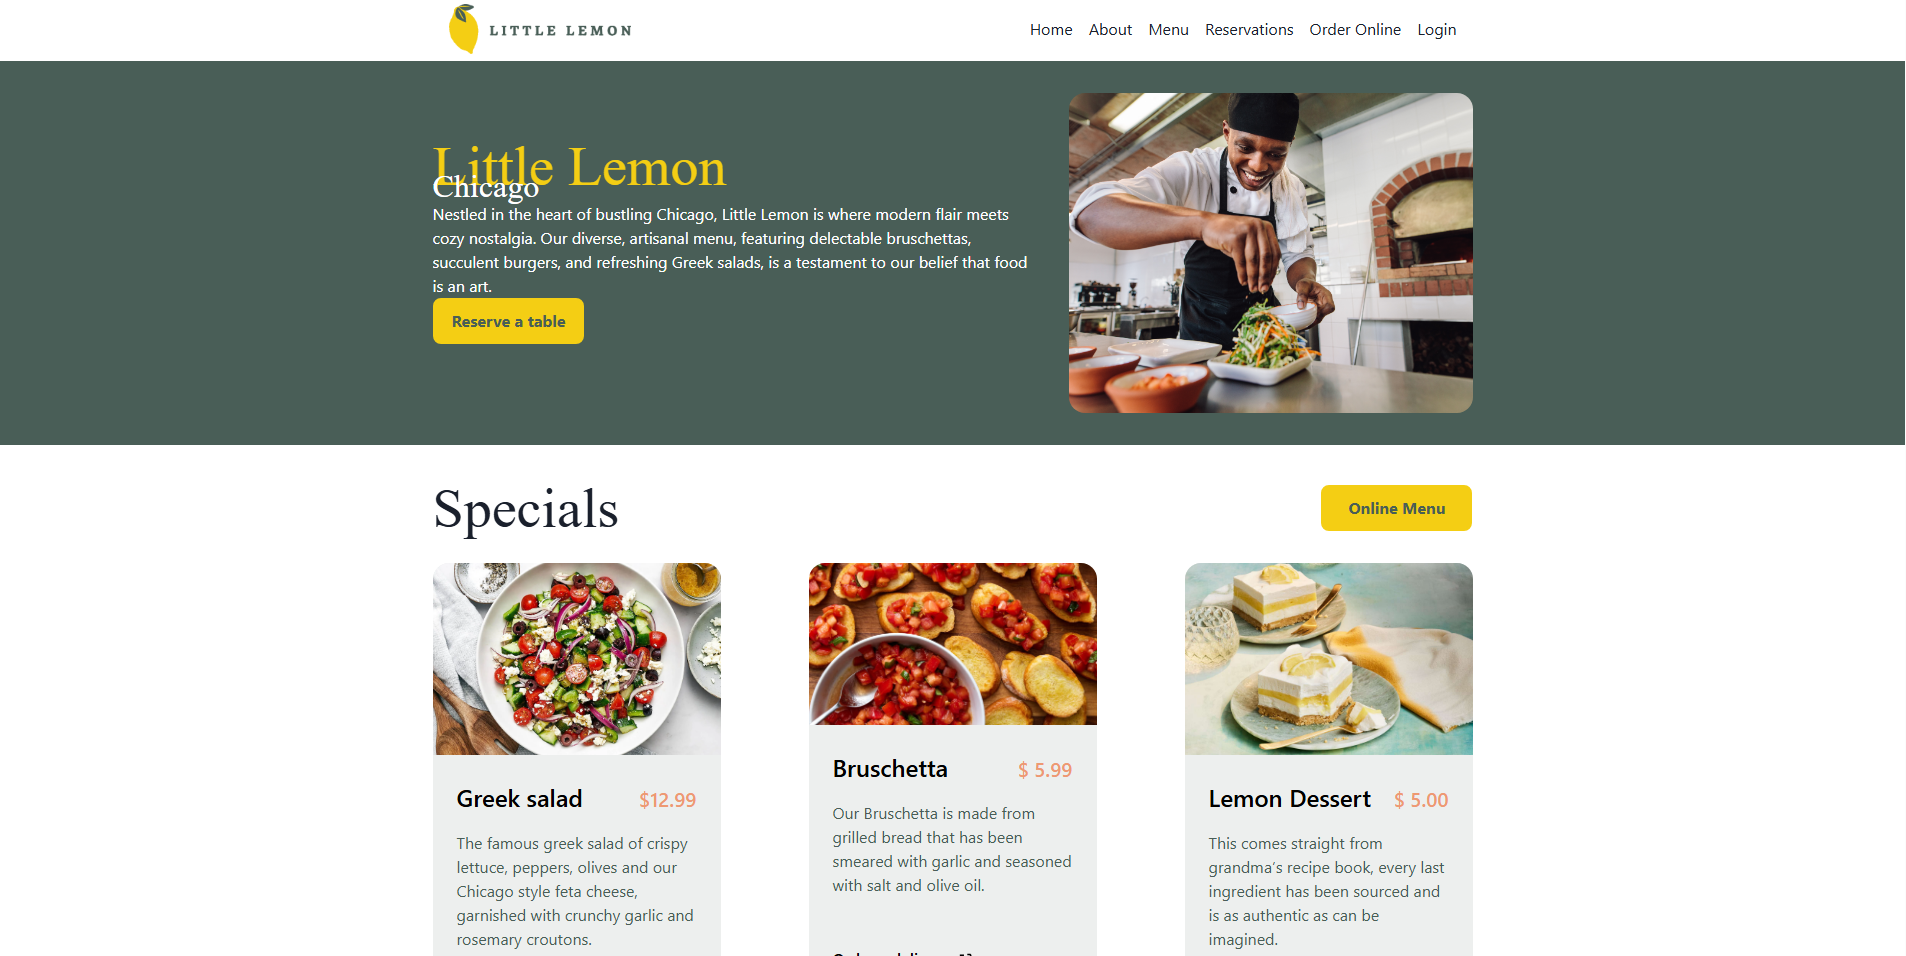 LITTLE LEMON
Home About Menu Reservations Order Online Login
Little Lemon
Chicago
Nestled in the heart of bustling Chicago, Little Lemon is where modern flair meets
cozy nostalgia. Our diverse, artisanal menu, featuring delectable bruschettas,
succulent burgers, and refreshing Greek salads, is a testament to our belief that food
is an art.
Reserve a table
Specials
Online Menu
Greek salad
$12.99
The famous greek salad of crispy
lettuce, peppers, olives and our
Chicago style feta cheese,
garnished with crunchy garlic and
rosemary croutons.
Bruschetta
$ 5.99
Our Bruschetta is made from
grilled bread that has been
smeared with garlic and seasoned
with salt and olive oil.
Lemon Dessert
$ 5.00
This comes straight from
grandma's recipe book, every last
ingredient has been sourced and
is as authentic as can be
imagined.